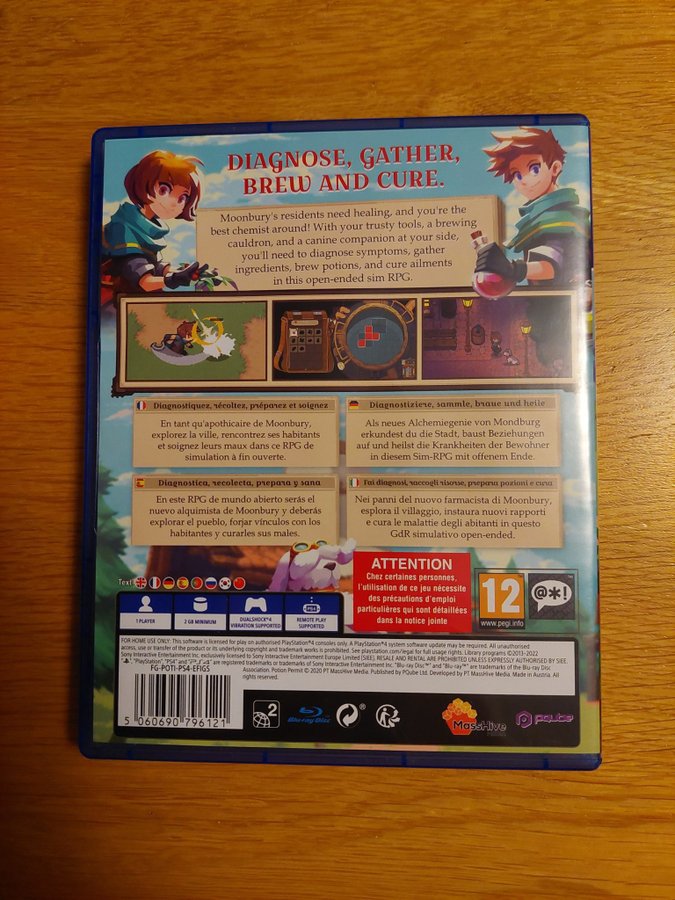 DIAGNOSE, GATHER,
BREW AND CURE.
Moonbury's residents need healing, and you're the
best chemist around! With your trusty tools, a brewing
cauldron, and a canine companion at your side,
you'll need to diagnose symptoms, gather
ingredients, brew potions, and cure ailments
in this open-ended sim RPG.
Diagnostiquez, récoltez, préparez et soignez
En tant qu'apothicaire de Moonbury,
explorez la ville, rencontrez ses habitants
et soignez leurs maux dans ce RPG de
simulation à fin ouverte.
Diagnostiziere, sammle, braue und heile
Als neues Alchemiegenie von Mondburg
erkundest du die Stadt, baust Beziehungen
auf und heilst die Krankheiten der Bewohner
in diesem Sim-RPG mit offenem Ende.
Diagnostica, recolecta, prepara y sana
En este RPG de mundo abierto serás el
nuevo alquimista de Moonbury y deberás
explorar el pueblo, forjar vínculos con los
habitantes y curarles sus males.
Fai diagnosi, raccogli risorse, prepara pozioni e cura
Nei panni del nuovo farmacista di Moonbury,
esplora il villaggio, instaura nuovi rapporti
e cura le malattie degli abitanti in questo
GdR simulativo open-ended.
Text
ATTENTION
Chez certaines personnes,
l'utilisation de ce jeu nécessite
des précautions d'emploi
particulières qui sont détaillées
dans la notice jointe
12
www.pegi.info
@*!
1 PLAYER
2 GB MINIMUM
DUALSHOCK®4
VIBRATION SUPPORTED
PS4
REMOTE PLAY
SUPPORTED
FOR HOME USE ONLY: This software is licensed for play on authorised PlayStation®4 consoles only. A PlayStation®4 system update may be required. All unauthorised
access, use or transfer of the product or its underlying copyright and trademark works is prohibited. See playstation.com/legal for full usage rights. Library programs ©2013-2022
Sony Interactive Entertainment Inc. exclusively licensed to Sony Interactive Entertainment Europe Limited (SIEE). RESALE AND RENTAL ARE PROHIBITED UNLESS EXPRESSLY AUTHORISED BY SIEE.
"PlayStation", "PS4" and are registered trademarks or trademarks of Sony Interactive Entertainment Inc. "Blu-ray Disc™" and "Blu-ray™" are trademarks of the Blu-ray Disc
Association. Potion Permit © 2020 PT MassHive Media. Published by PQube Ltd. Developed by PT MassHive Media. Made in Austria. All
rights reserved.
FG-POTI-PS4-EFIGS
5 060690 796121
2
Blu-ray Disc
MassHive
PQube